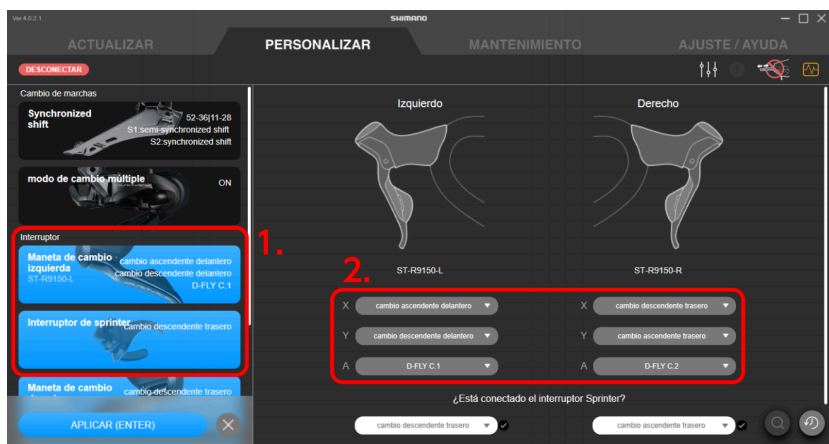 Ver.4.0.2.1
SHIMANO
ACTUALIZAR
PERSONALIZAR
MANTENIMIENTO
AJUSTE / AYUDA
DESCONECTAR
Cambio de marchas
Synchronized
shift
52-36|11-28
S1:semi-synchronized shift
S2:synchronized shift
modo de cambio múltiple
ON
Interruptor
1.
Maneta de cambio
izquierda
ST-R9150-L
cambio ascendente delantero
cambio descendente delantero
D-FLY C.1
Interruptor de sprinter
cambio descendente trasero
Maneta de cambio
cambio descendente trasero
APLICAR (ENTER)
Izquierdo
Derecho
ST-R9150-L
ST-R9150-R
2.
X cambio ascendente delantero
X cambio descendente trasero
Y cambio descendente delantero
Y cambio ascendente trasero
A D-FLY C.1
A D-FLY C.2
¿Está conectado el interruptor Sprinter?
cambio descendente trasero
cambio ascendente trasero